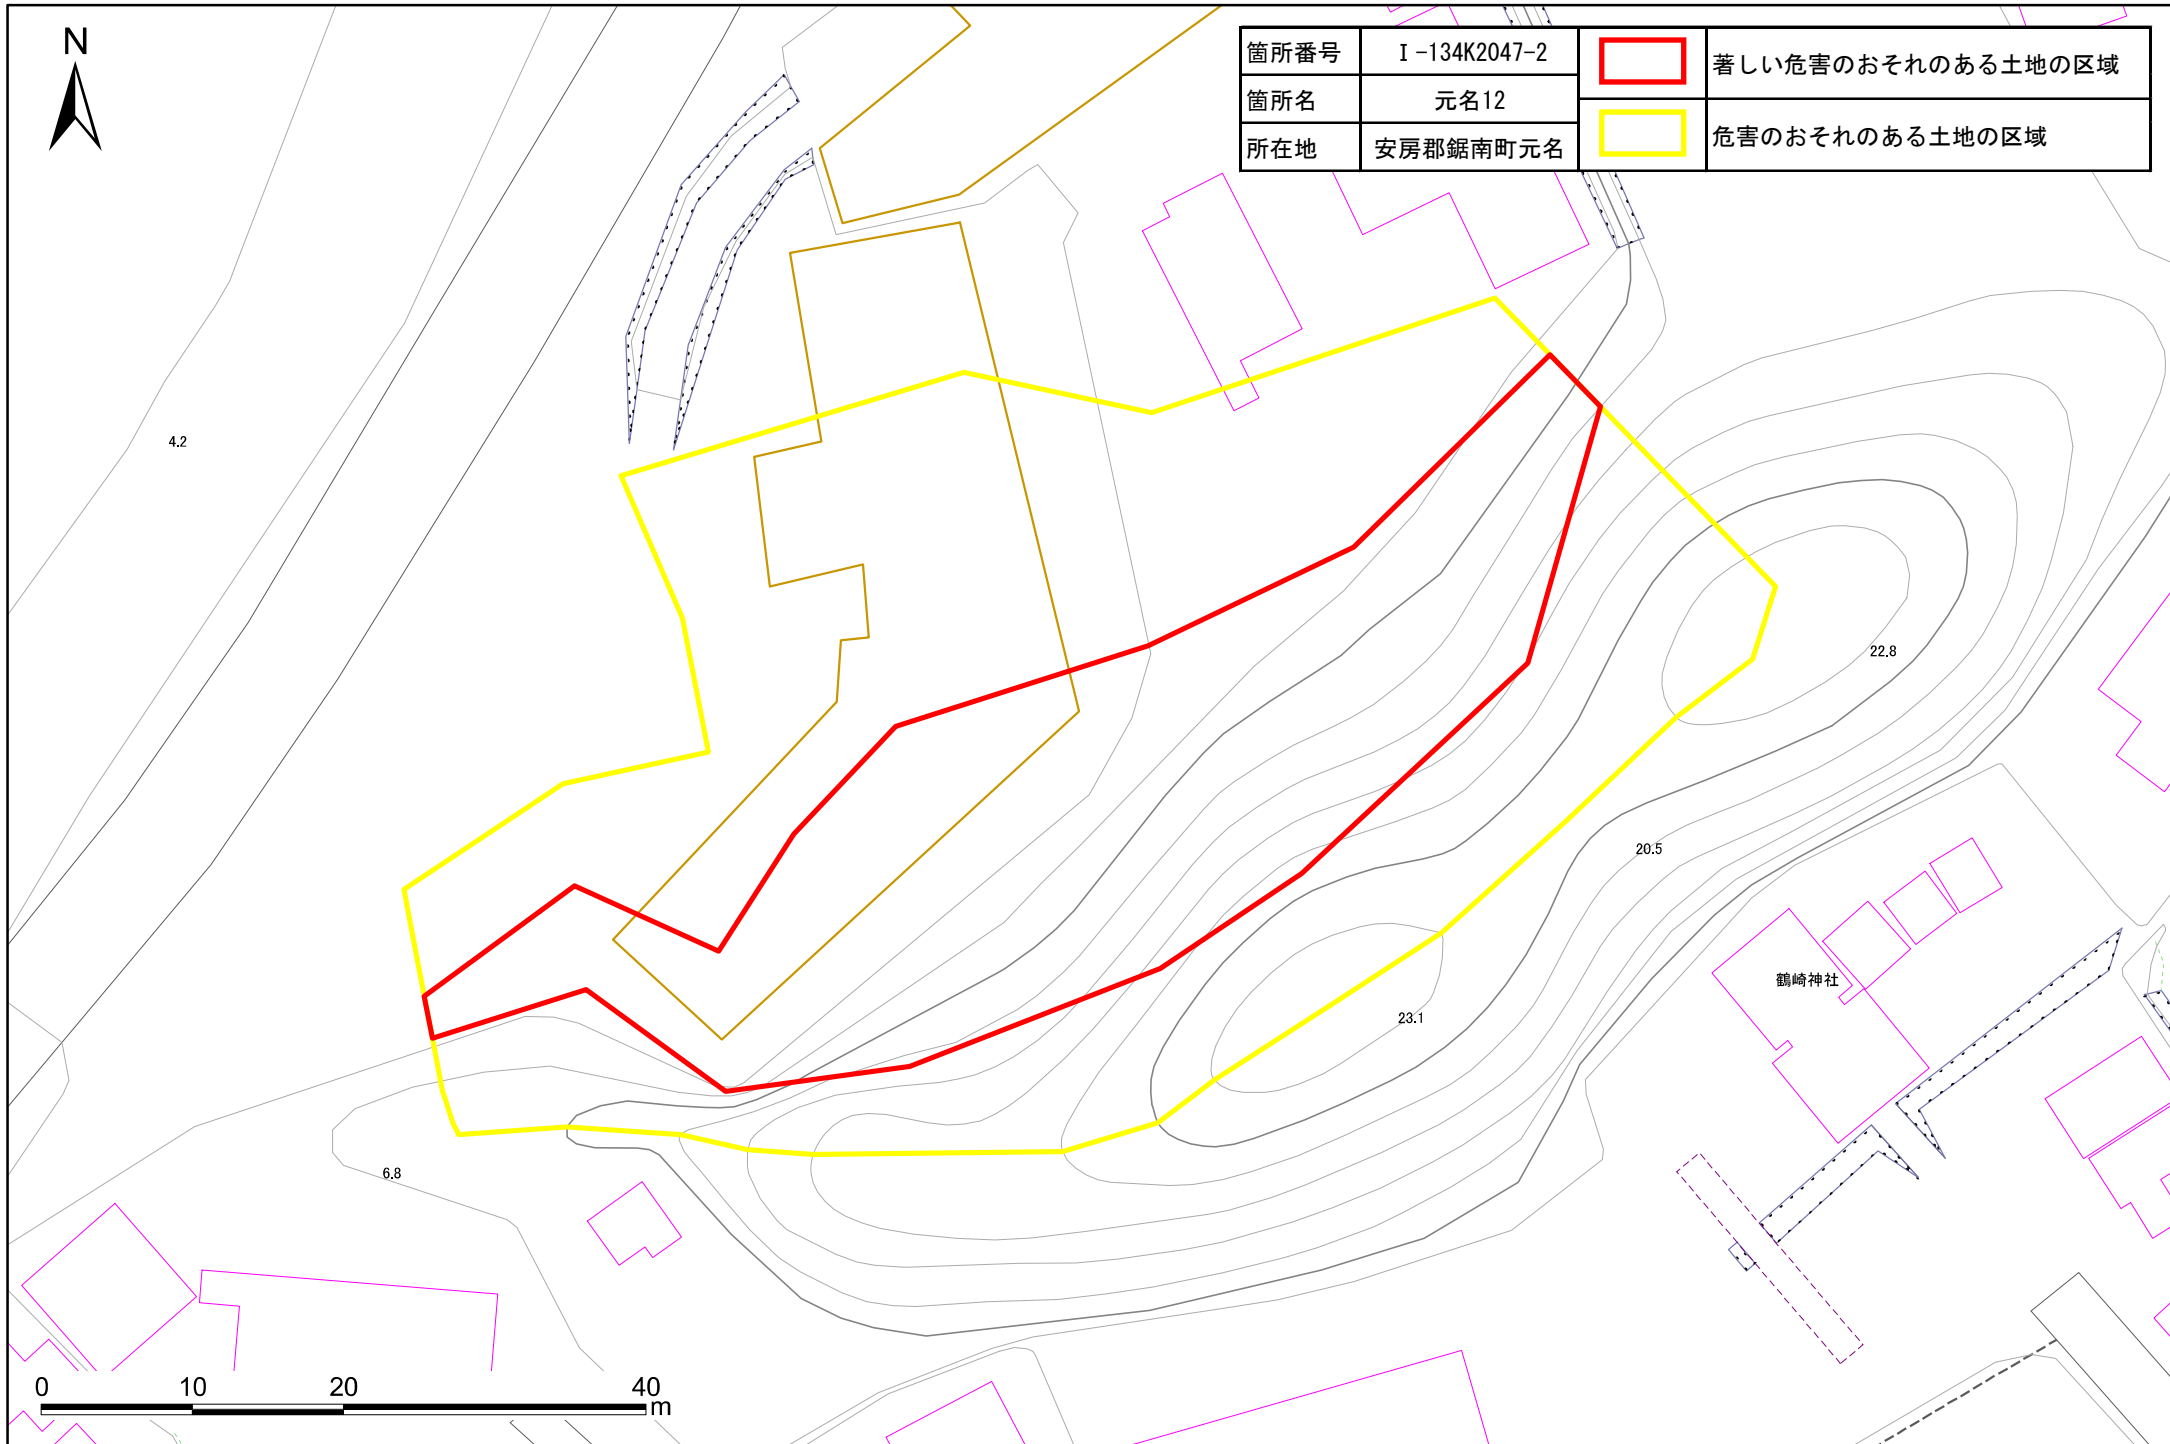 N
箇所番号 Ⅰ-134K2047-2
箇所名 元名12
所在地 安房郡鋸南町元名
著しい危害のおそれのある土地の区域
危害のおそれのある土地の区域
4.2
22.8
20.5
鶴崎神社
23.1
6.8
0 10 20 40
m